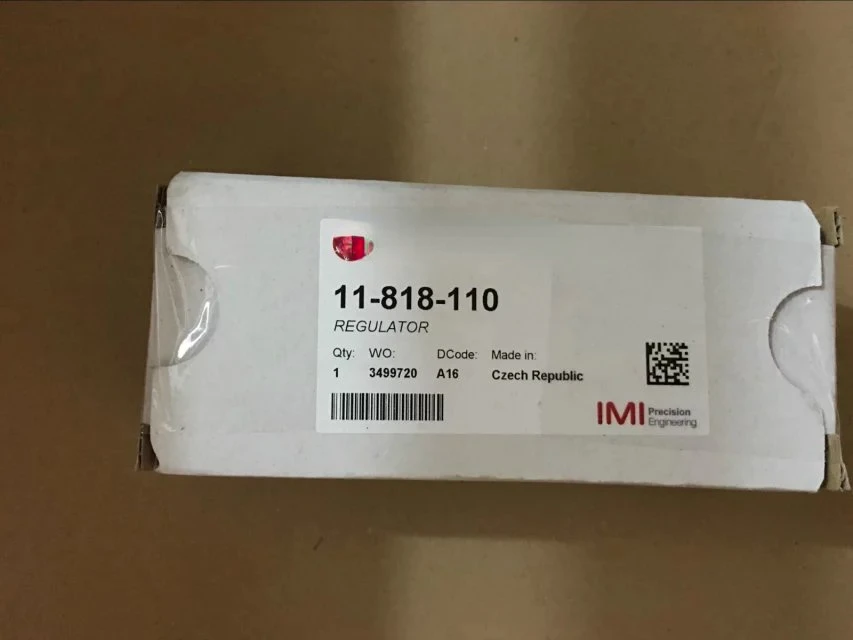 11-818-110
REGULATOR
Qty: WO: DCode: Made in:
1 3499720 A16 Czech Republic
IMI Precision
Engineering